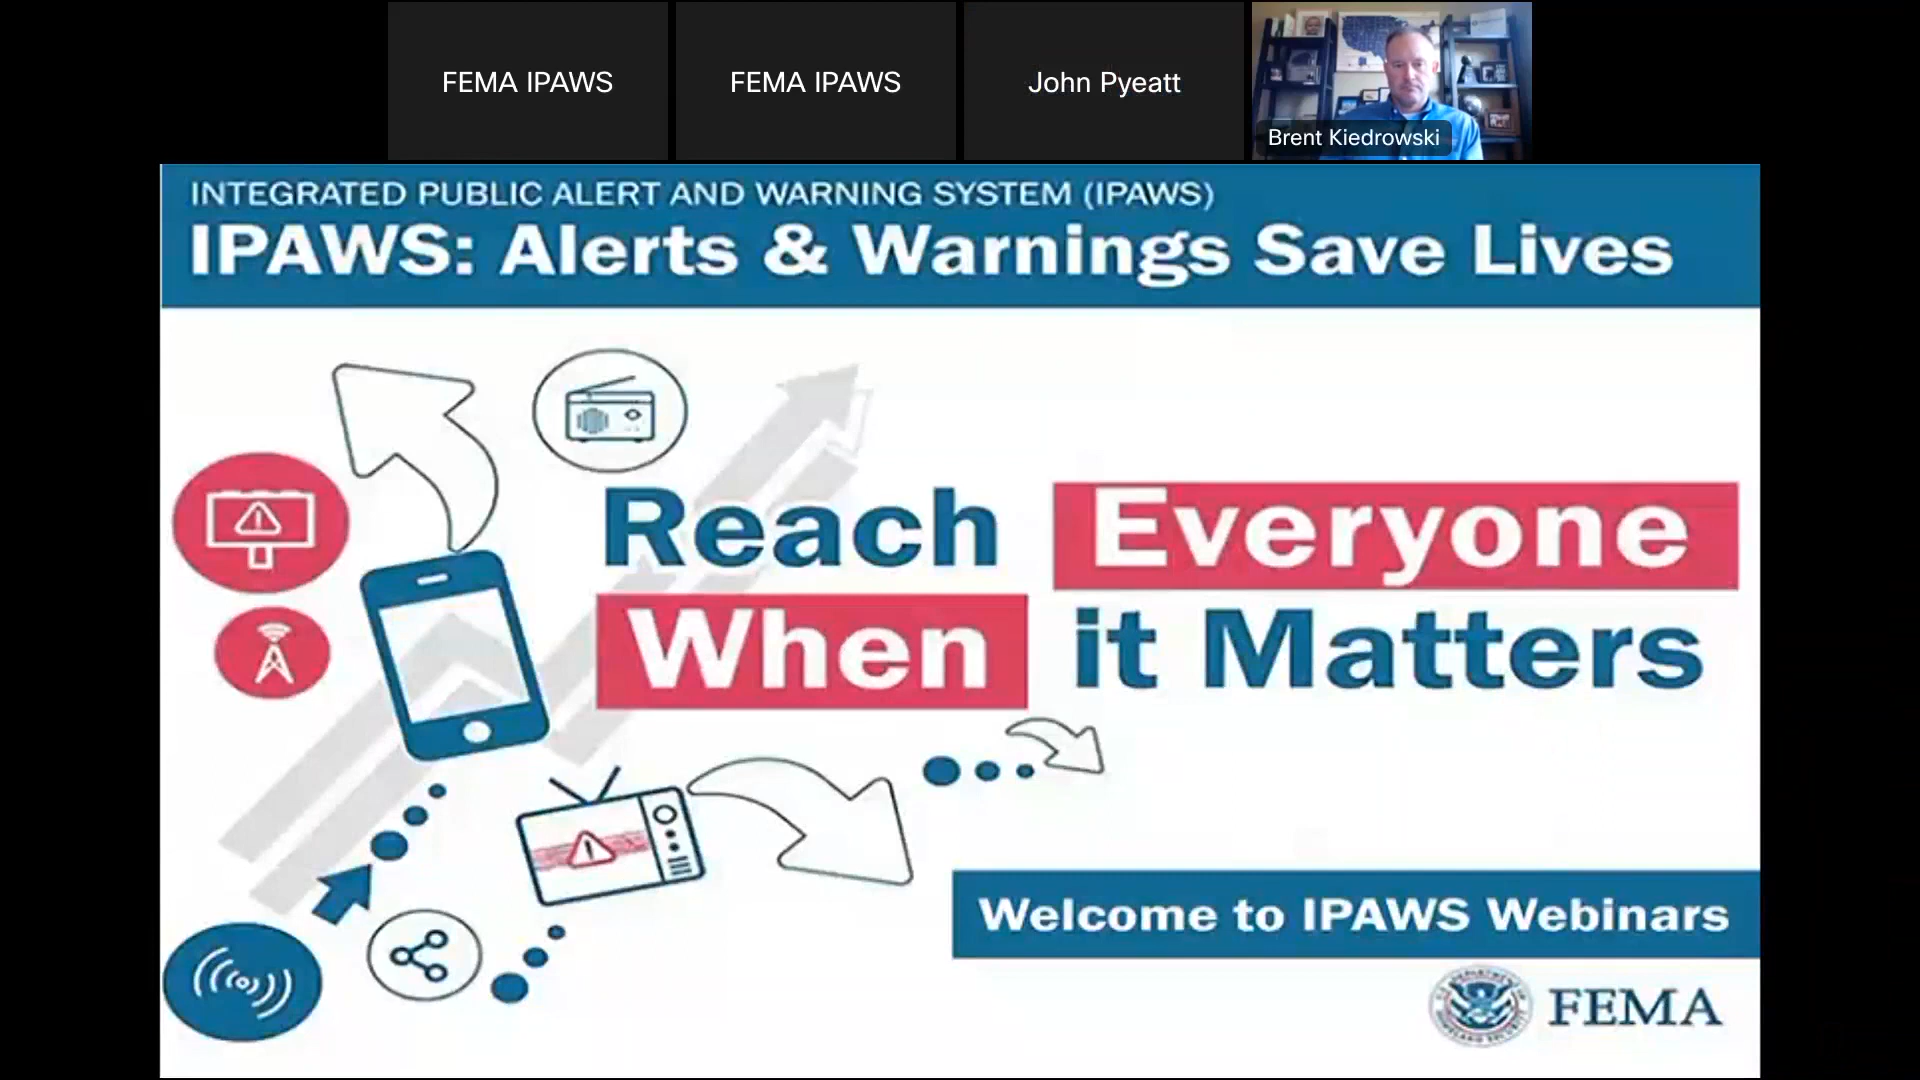 FEMA IPAWS
FEMA IPAWS
John Pyeatt
Brent Kiedrowski
INTEGRATED PUBLIC ALERT AND WARNING SYSTEM (IPAWS)
IPAWS: Alerts & Warnings Save Lives
Reach Everyone
When it Matters
Welcome to IPAWS Webinars
FEMA